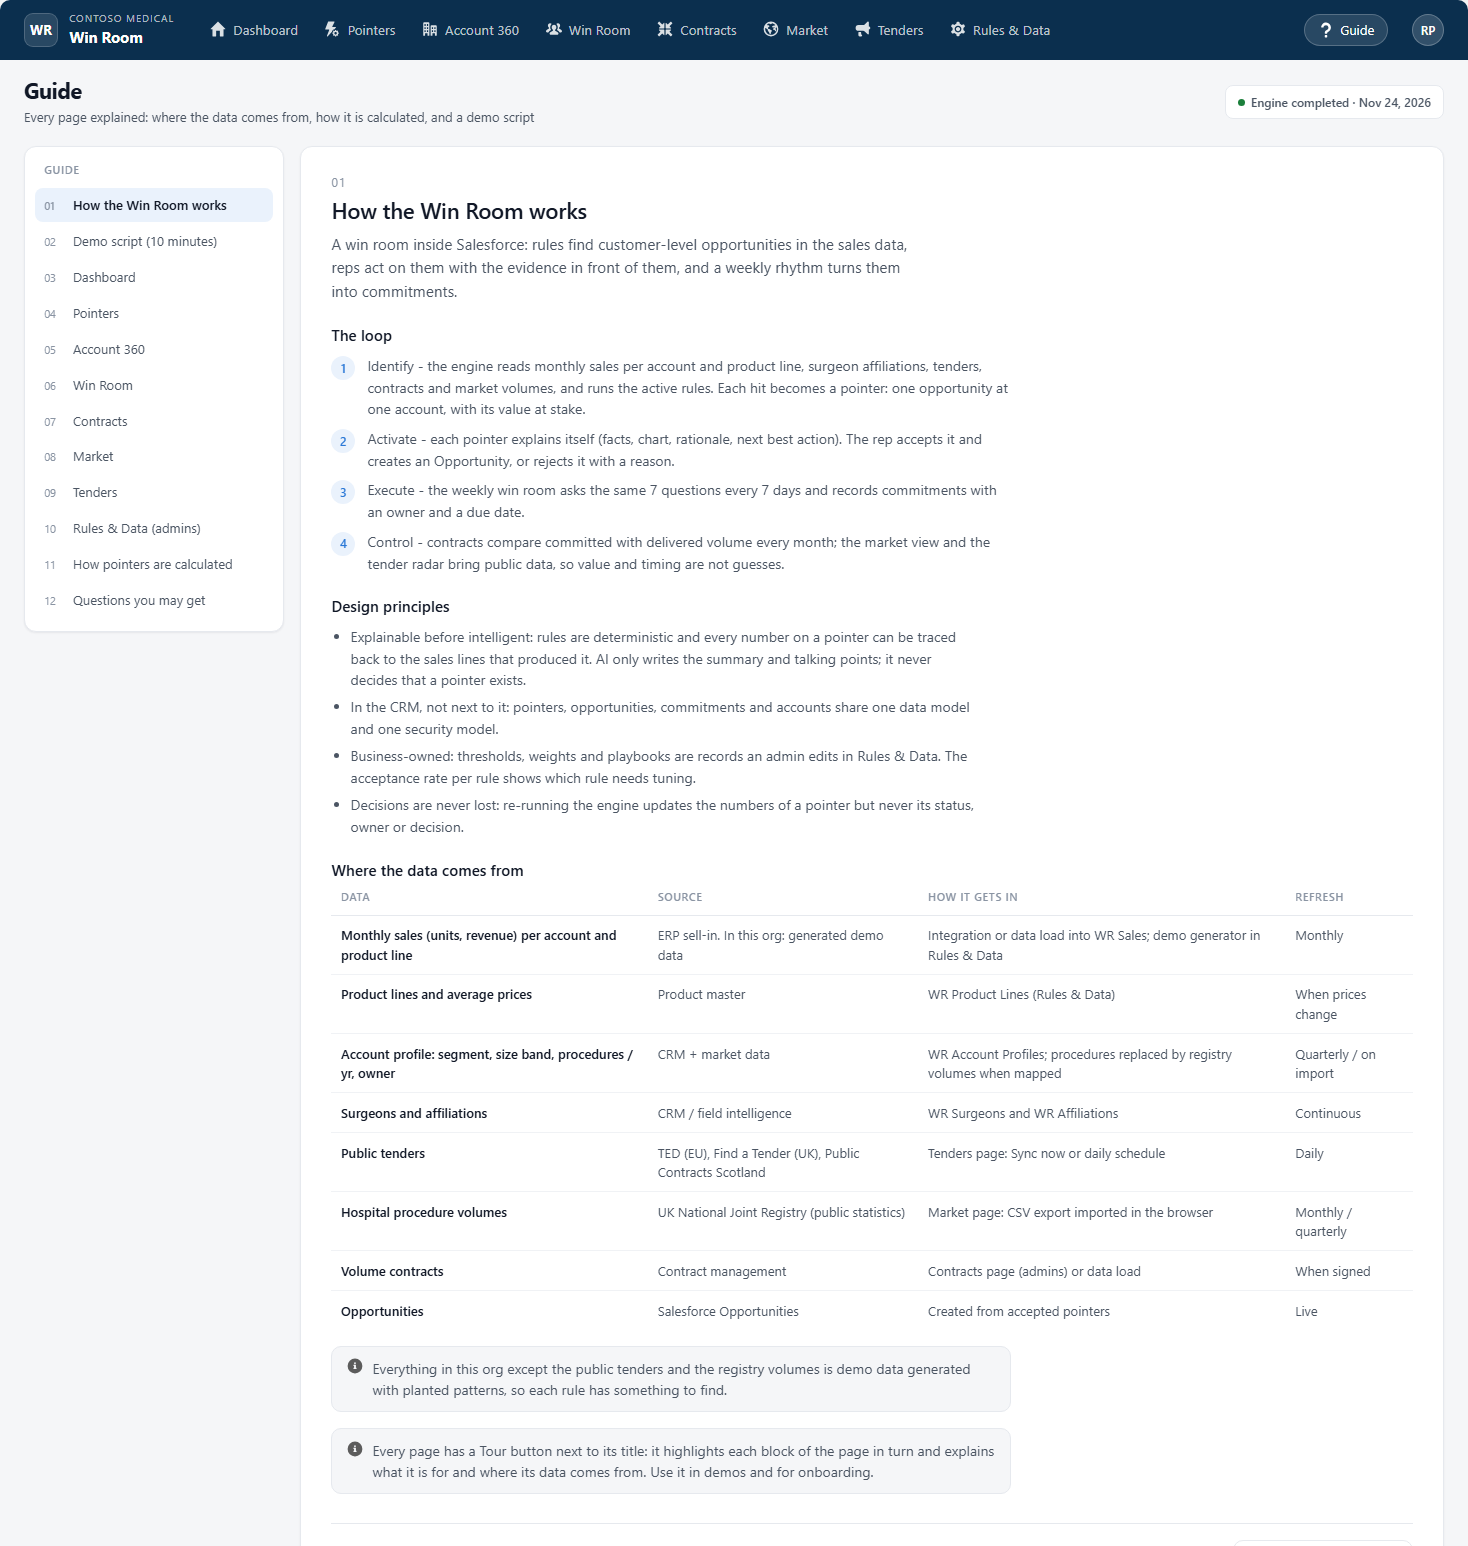 WR
CONTOSO MEDICAL
Win Room
Dashboard
Pointers
Account 360
Win Room
Contracts
Market
Tenders
Rules & Data
? Guide
RP
Guide
Every page explained: where the data comes from, how it is calculated, and a demo script
Engine completed · Nov 24, 2026
GUIDE
01 How the Win Room works
02 Demo script (10 minutes)
03 Dashboard
04 Pointers
05 Account 360
06 Win Room
07 Contracts
08 Market
09 Tenders
10 Rules & Data (admins)
11 How pointers are calculated
12 Questions you may get
01
How the Win Room works
A win room inside Salesforce: rules find customer-level opportunities in the sales data,
reps act on them with the evidence in front of them, and a weekly rhythm turns them
into commitments.
The loop
1 Identify - the engine reads monthly sales per account and product line, surgeon affiliations, tenders,
contracts and market volumes, and runs the active rules. Each hit becomes a pointer: one opportunity at
one account, with its value at stake.
2 Activate - each pointer explains itself (facts, chart, rationale, next best action). The rep accepts it and
creates an Opportunity, or rejects it with a reason.
3 Execute - the weekly win room asks the same 7 questions every 7 days and records commitments with
an owner and a due date.
4 Control - contracts compare committed with delivered volume every month; the market view and the
tender radar bring public data, so value and timing are not guesses.
Design principles
• Explainable before intelligent: rules are deterministic and every number on a pointer can be traced
back to the sales lines that produced it. AI only writes the summary and talking points; it never
decides that a pointer exists.
• In the CRM, not next to it: pointers, opportunities, commitments and accounts share one data model
and one security model.
• Business-owned: thresholds, weights and playbooks are records an admin edits in Rules & Data. The
acceptance rate per rule shows which rule needs tuning.
• Decisions are never lost: re-running the engine updates the numbers of a pointer but never its status,
owner or decision.
Where the data comes from
DATA SOURCE HOW IT GETS IN REFRESH
Monthly sales (units, revenue) per account and
product line
ERP sell-in. In this org: generated demo
data
Integration or data load into WR Sales; demo generator in
Rules & Data
Monthly
Product lines and average prices
Product master
WR Product Lines (Rules & Data)
When prices
change
Account profile: segment, size band, procedures /
yr, owner
CRM + market data
WR Account Profiles; procedures replaced by registry
volumes when mapped
Quarterly / on
import
Surgeons and affiliations
CRM / field intelligence
WR Surgeons and WR Affiliations
Continuous
Public tenders
TED (EU), Find a Tender (UK), Public
Contracts Scotland
Tenders page: Sync now or daily schedule
Daily
Hospital procedure volumes
UK National Joint Registry (public statistics)
Market page: CSV export imported in the browser
Monthly /
quarterly
Volume contracts
Contract management
Contracts page (admins) or data load
When signed
Opportunities
Salesforce Opportunities
Created from accepted pointers
Live
Everything in this org except the public tenders and the registry volumes is demo data generated
with planted patterns, so each rule has something to find.
Every page has a Tour button next to its title: it highlights each block of the page in turn and explains
what it is for and where its data comes from. Use it in demos and for onboarding.